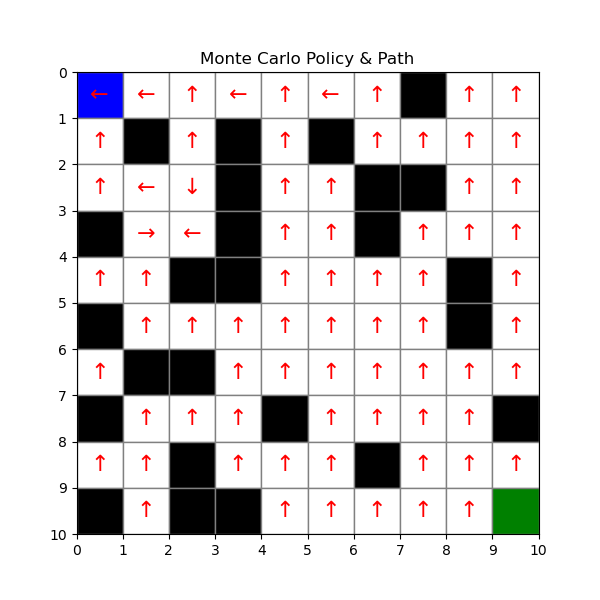 Monte Carlo Policy & Path
0
← ← ↑ ← ↑ ← ↑ ↑ ↑
1
↑ ↑ ↑ ↑ ↑ ↑ ↑
2
↑ ← ↓ ↑ ↑ ↑ ↑
3
→ ← ↑ ↑ ↑ ↑ ↑
4
↑ ↑ ↑ ↑ ↑ ↑ ↑
5
↑ ↑ ↑ ↑ ↑ ↑ ↑ ↑
6
↑ ↑ ↑ ↑ ↑ ↑ ↑ ↑
7
↑ ↑ ↑ ↑ ↑ ↑ ↑
8
↑ ↑ ↑ ↑ ↑ ↑ ↑ ↑
9
↑ ↑ ↑ ↑ ↑ ↑
10
0 1 2 3 4 5 6 7 8 9 10